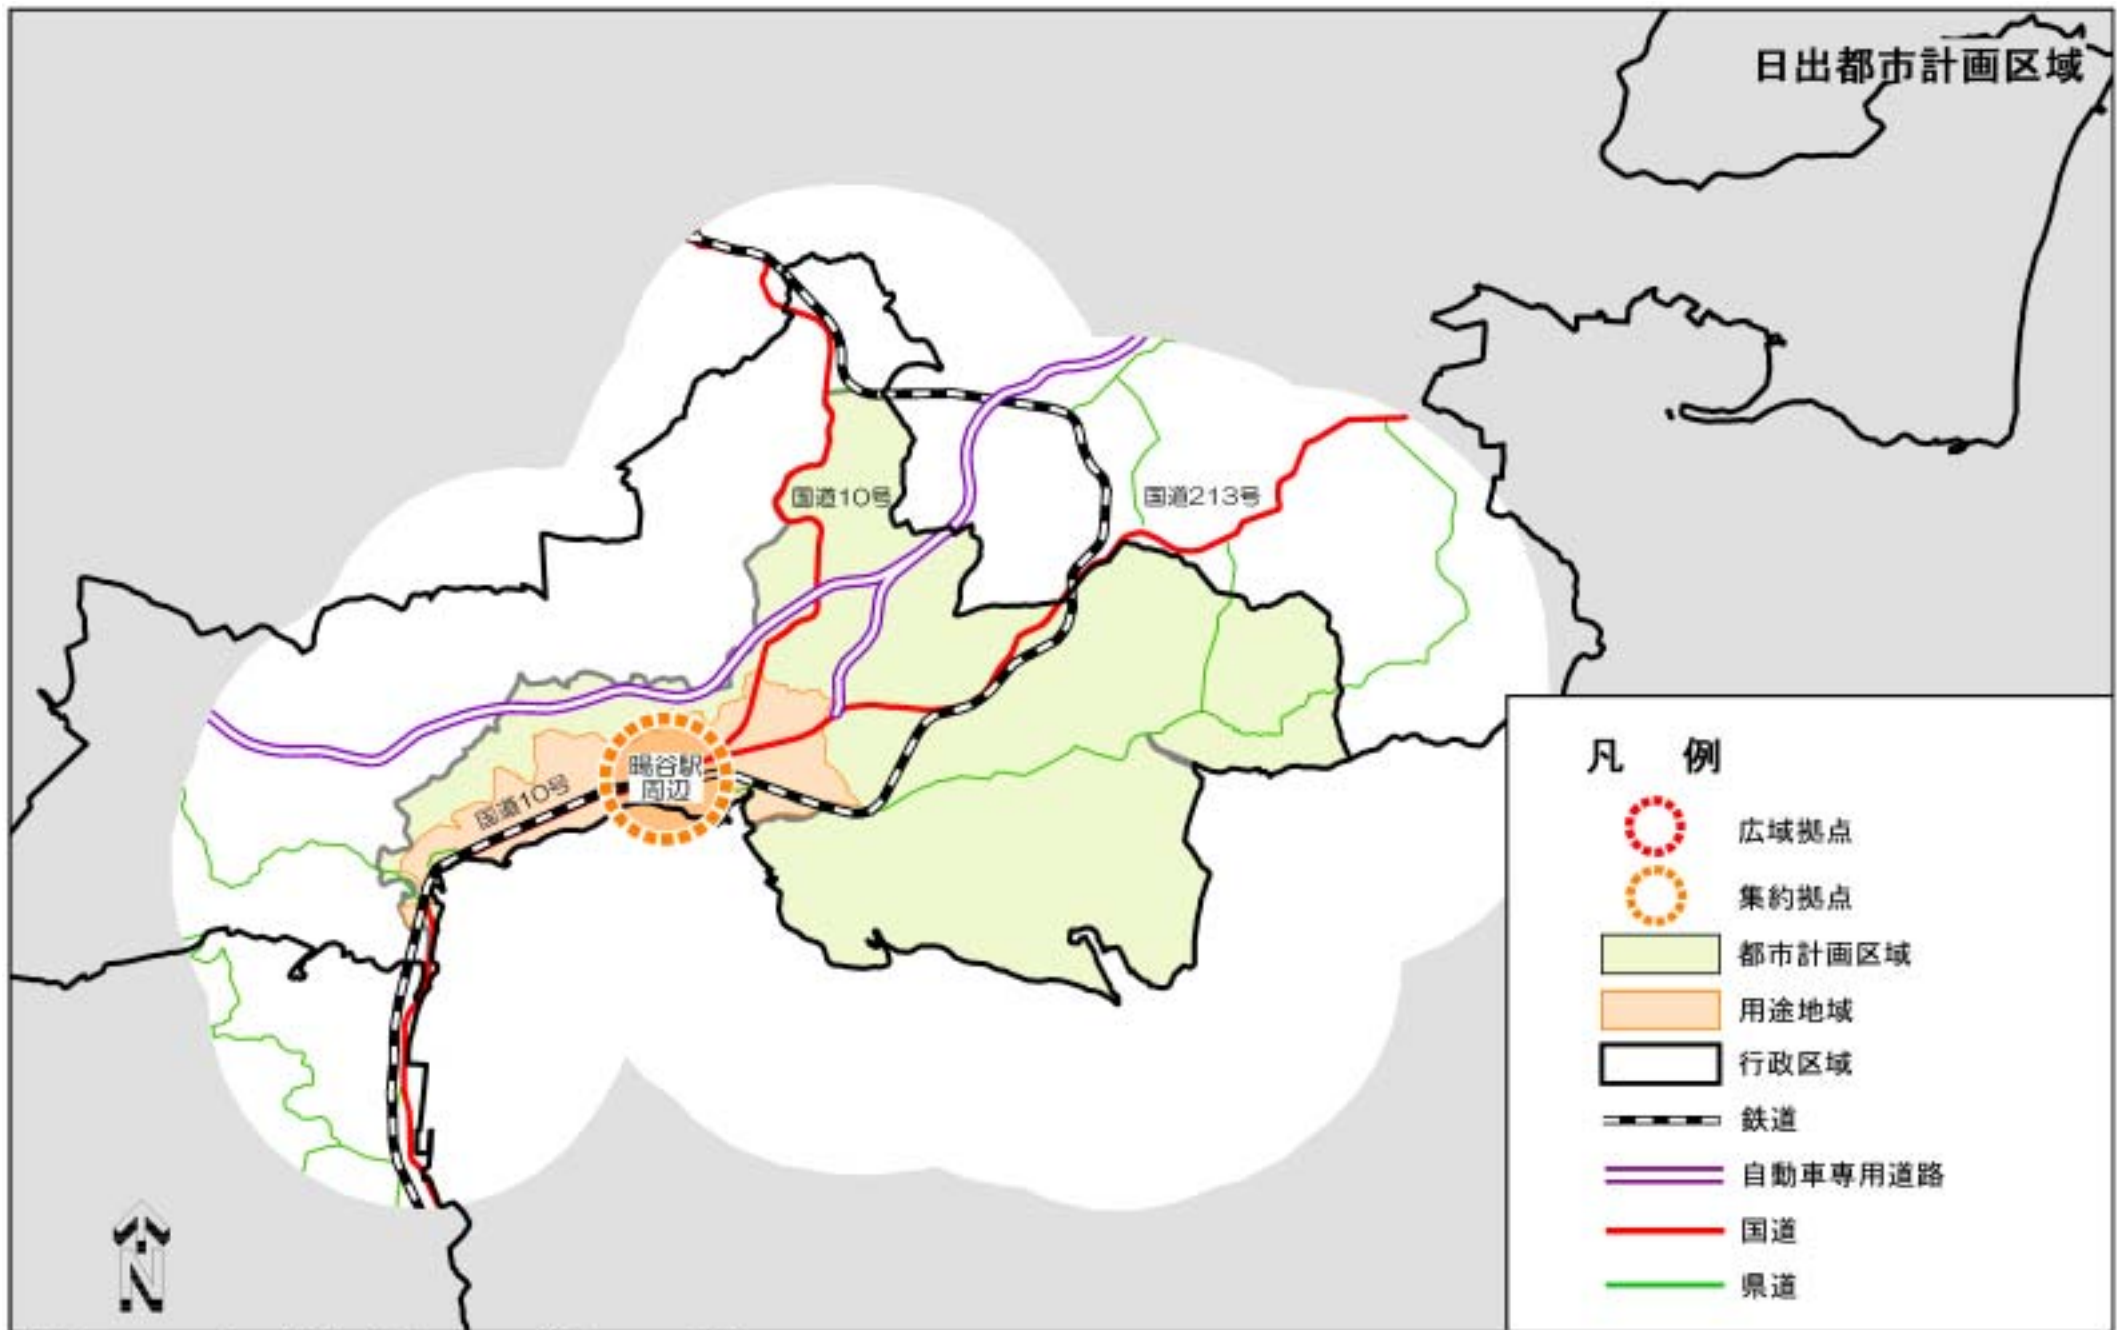 日出都市計画区域
国道10号
国道213号
暘谷駅
周辺
国道10号
凡 例
広域拠点
集約拠点
都市計画区域
用途地域
行政区域
鉄道
自動車専用道路
国道
県道
N